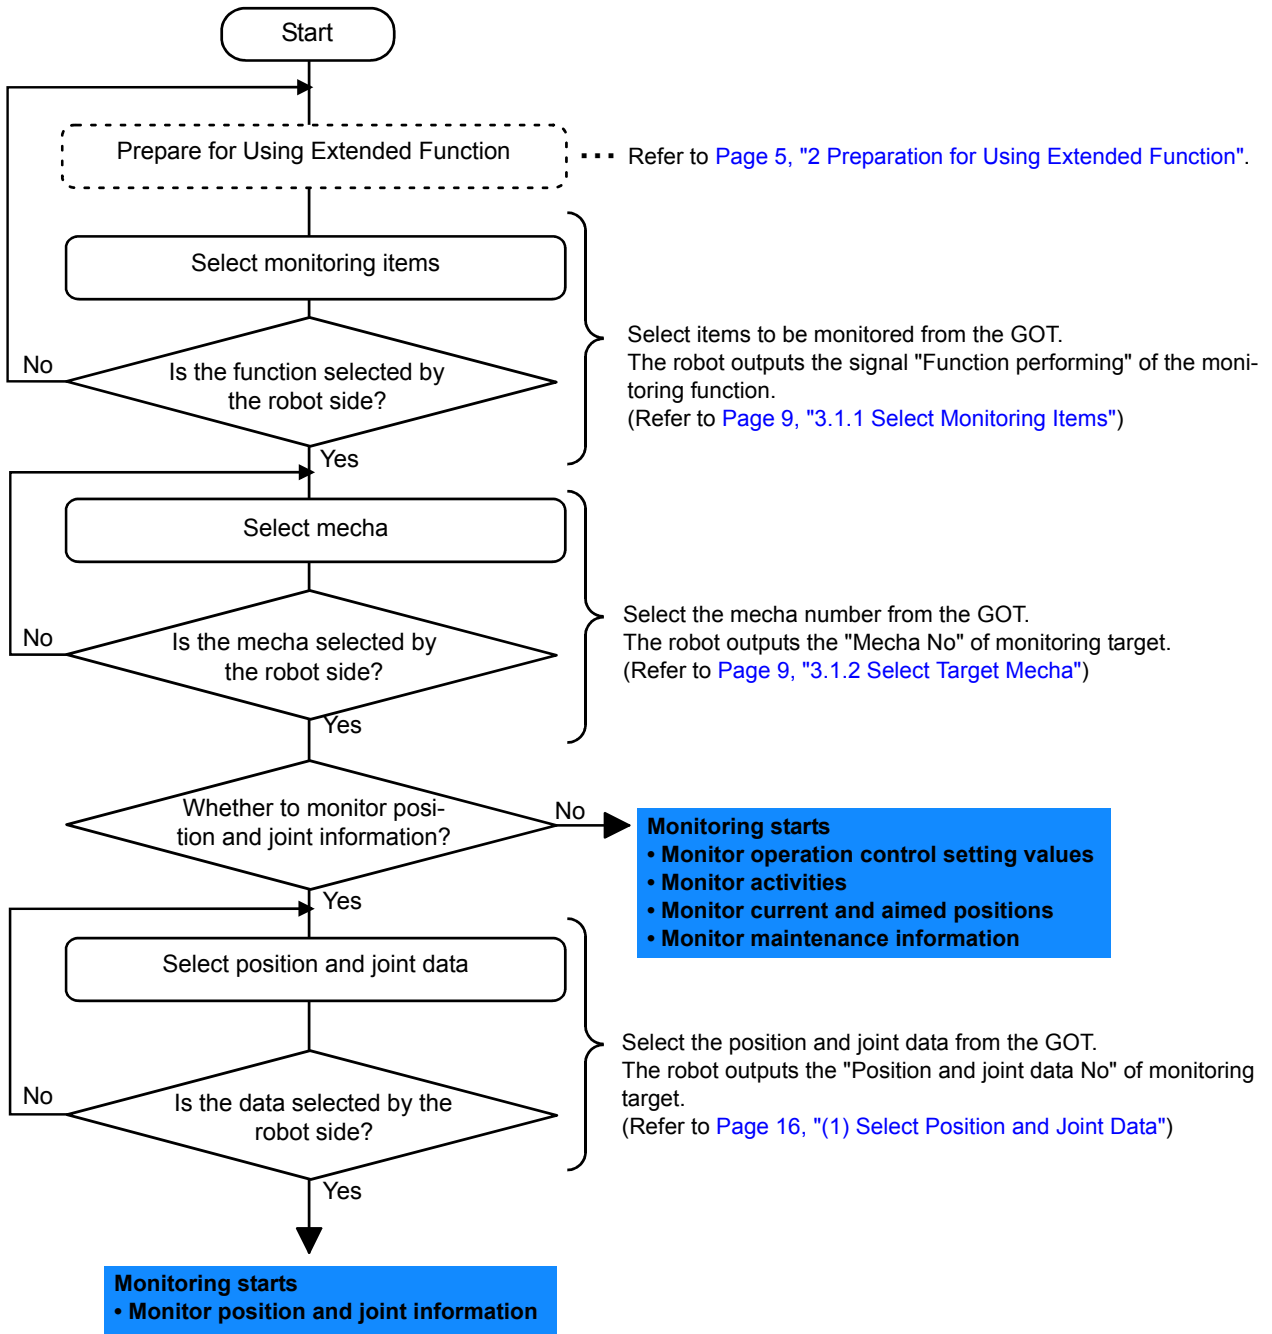 Start
Prepare for Using Extended Function
Refer to Page 5, "2 Preparation for Using Extended Function".
Select monitoring items
Select items to be monitored from the GOT.
The robot outputs the signal "Function performing" of the moni-
toring function.
(Refer to Page 9, "3.1.1 Select Monitoring Items")
No
Is the function selected by
the robot side?
Yes
Select mecha
Select the mecha number from the GOT.
The robot outputs the "Mecha No" of monitoring target.
(Refer to Page 9, "3.1.2 Select Target Mecha")
No
Is the mecha selected by
the robot side?
Yes
Whether to monitor posi-
tion and joint information?
No
Monitoring starts
• Monitor operation control setting values
• Monitor activities
• Monitor current and aimed positions
• Monitor maintenance information
Yes
Select position and joint data
Select the position and joint data from the GOT.
The robot outputs the "Position and joint data No" of monitoring
target.
(Refer to Page 16, "(1) Select Position and Joint Data")
No
Is the data selected by the
robot side?
Yes
Monitoring starts
• Monitor position and joint information